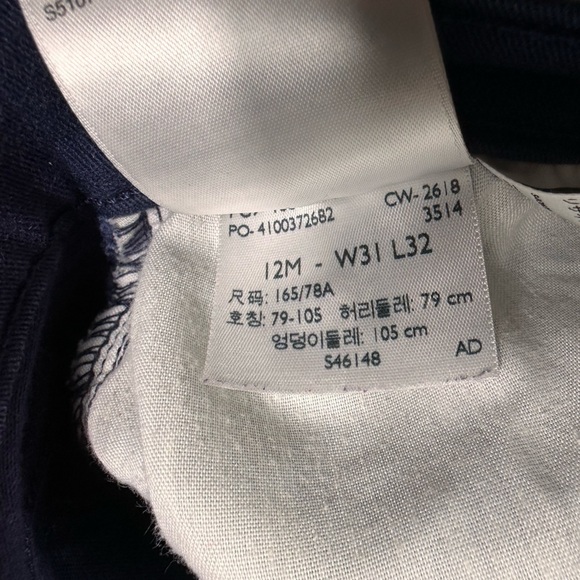 PO- 4100372682 CW- 2618
3514
12M - W31 L32
尺码: 165/78A
호칭: 79-105 허리둘레: 79 cm
엉덩이둘레: 105 cm
S46148 AD